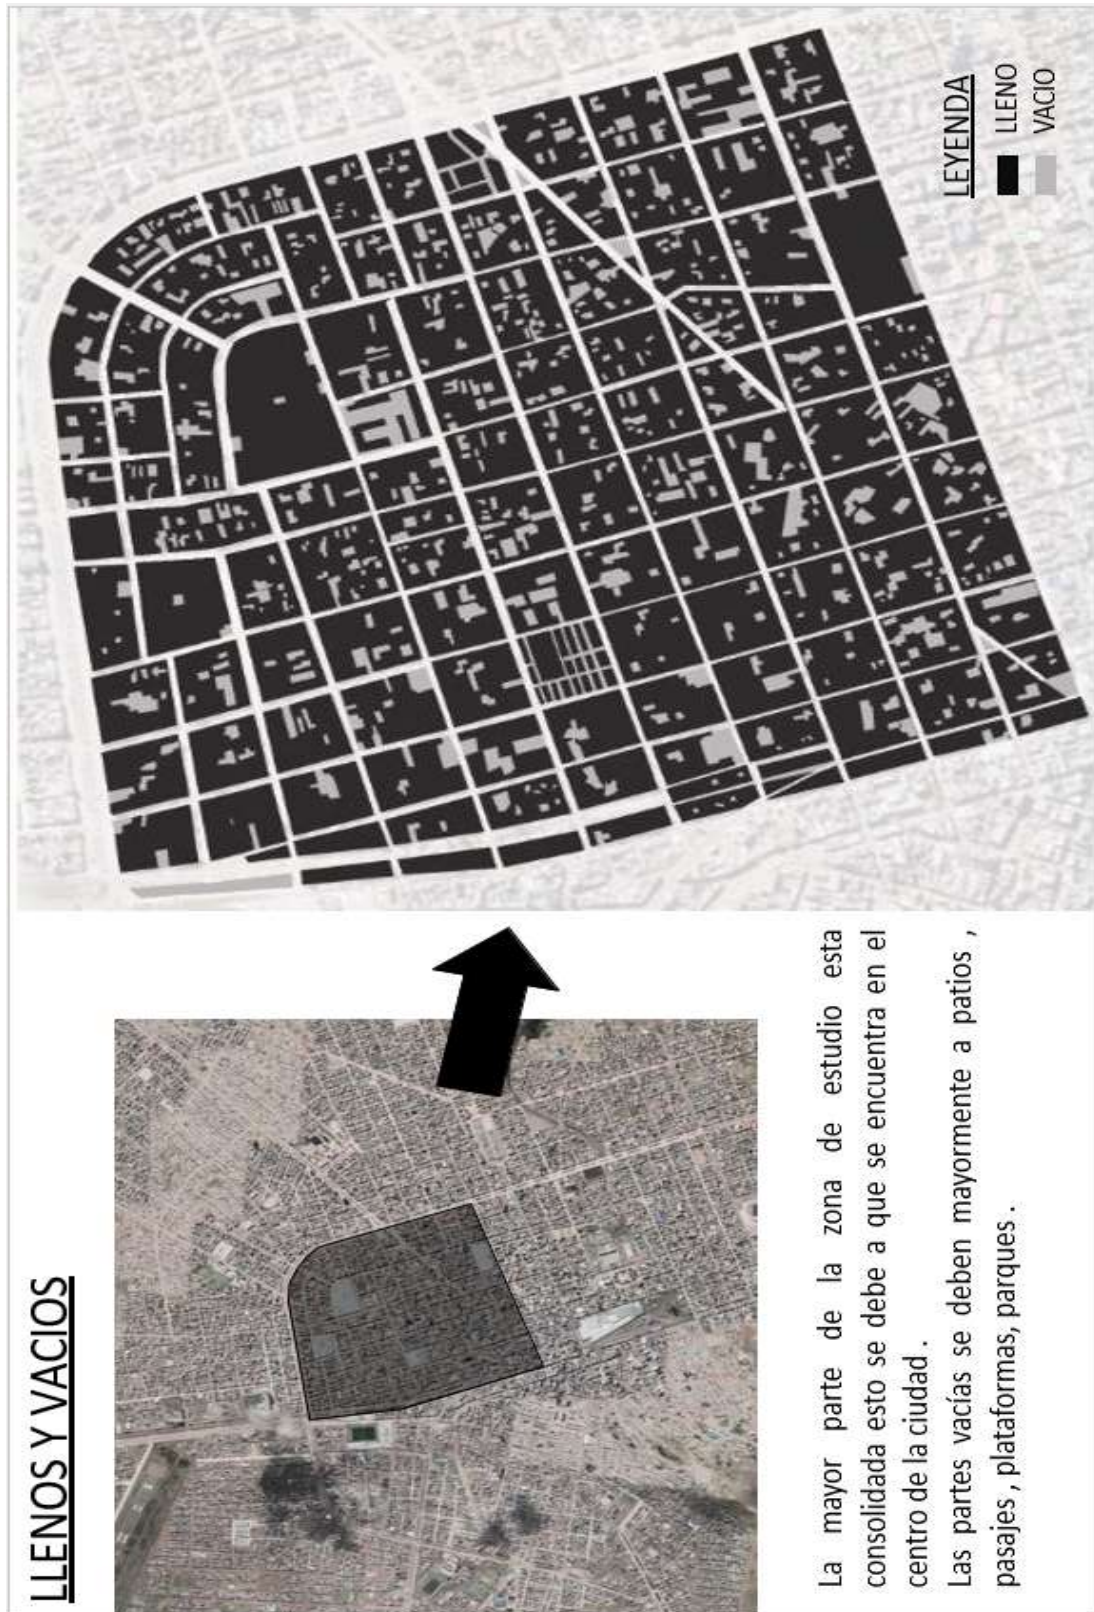 LLENOS Y VACIOS
La mayor parte de la zona de estudio esta
consolidada esto se debe a que se encuentra en el
centro de la ciudad .
Las partes vacías se deben mayormente a patios ,
pasajes , plataformas, parques .
LEYENDA
LLENO
VACIO